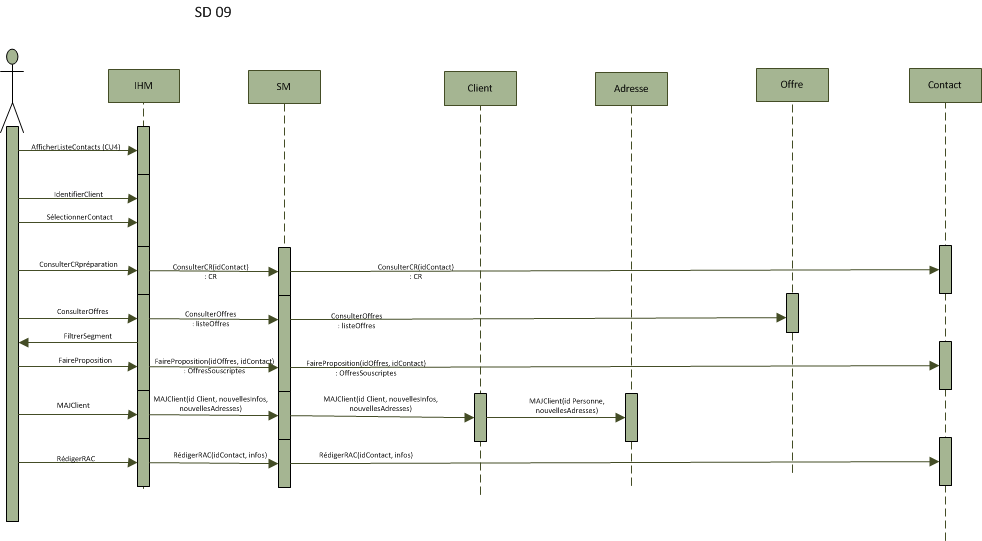 SD 09
IHM
SM
Client
Adresse
Offre
Contact
AfficherListeContacts (CU4)
IdentifierClient
SélectionnerContact
ConsulterCRpréparation
ConsulterCR(idContact)
: CR
ConsulterCR(idContact)
: CR
ConsulterOffres
ConsulterOffres
: listeOffres
ConsulterOffres
: listeOffres
FiltrerSegment
FaireProposition
FaireProposition(idOffres, idContact)
: OffresSouscriptes
FaireProposition(idOffres, idContact)
: OffresSouscriptes
MAJClient
MAJClient(id Client, nouvellesInfos,
nouvellesAdresses)
MAJClient(id Client, nouvellesInfos,
nouvellesAdresses)
MAJClient(id Personne,
nouvellesAdresses)
RédigerRAC
RédigerRAC(idContact, infos)
RédigerRAC(idContact, infos)